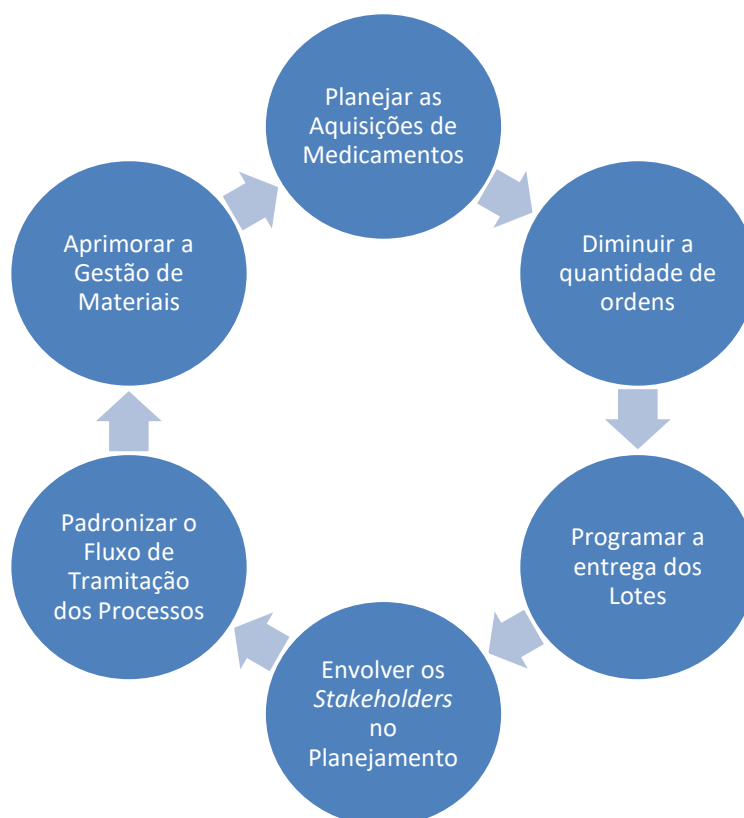 Planejar as
Aquisições de
Medicamentos
Diminuir a
quantidade de
ordens
Programar a
entrega dos
Lotes
Envolver os
Stakeholders
no
Planejamento
Padronizar o
Fluxo de
Tramitação
dos Processos
Aprimorar a
Gestão de
Materiais